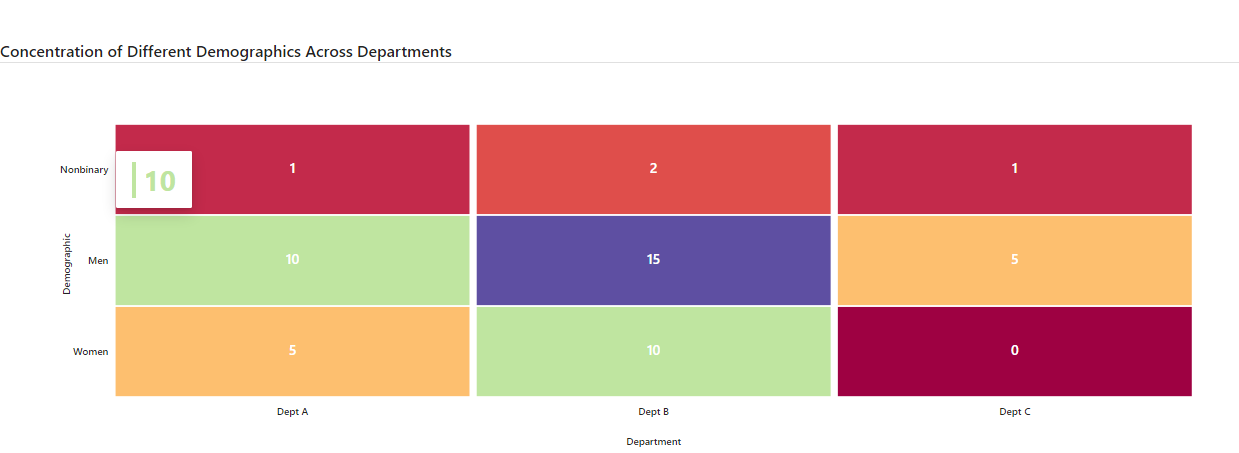 Concentration of Different Demographics Across Departments
Nonbinary
1
2
1
10
Demographic
Men
10
15
5
Women
5
10
0
Dept A
Dept B
Dept C
Department